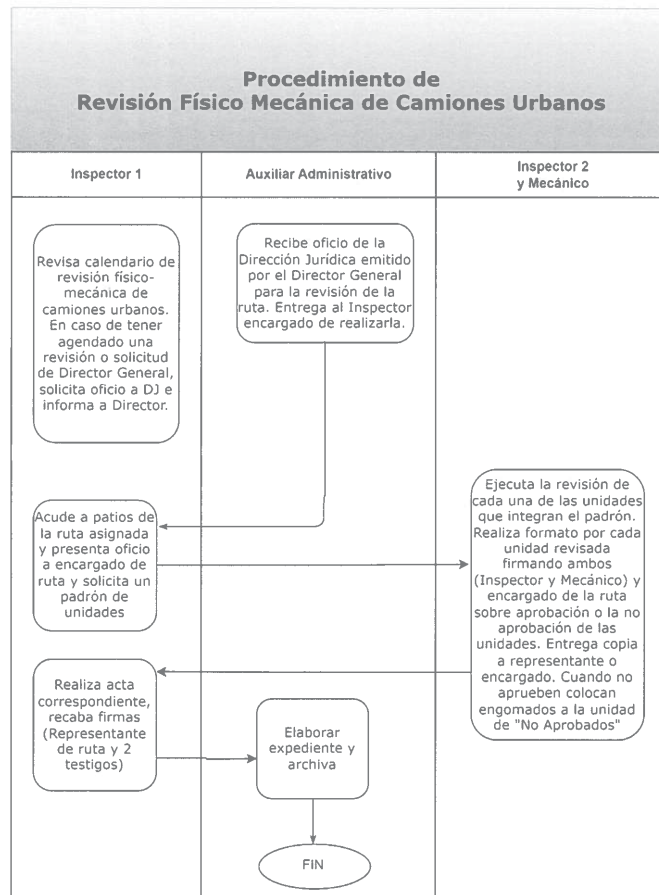 Procedimiento de
Revisión Físico Mecánica de Camiones Urbanos
Inspector 1
Auxiliar Administrativo
Inspector 2
y Mecánico
Revisa calendario de
revisión físico-
mecánica de
camiones urbanos.
En caso de tener
agendado una
revisión o solicitud
de Director General,
solicita oficio a DJ e
informa a Director.
Recibe oficio de la
Dirección Jurídica emitido
por el Director General
para la revisión de la
ruta. Entrega al Inspector
encargado de realizarla.
Acude a patios de
la ruta asignada
y presenta oficio
a encargado de
ruta y solicita un
padrón de
unidades
Ejecuta la revisión de
cada una de las unidades
que integran el padrón.
Realiza formato por cada
unidad revisada
firmando ambos
(Inspector y Mecánico) y
encargado de la ruta
sobre aprobación o la no
aprobación de las
unidades. Entrega copia
a representante o
encargado. Cuando no
aprueben colocan
engomados a la unidad
de "No Aprobados"
Realiza acta
correspondiente,
recaba firmas
(Representante
de ruta y 2
testigos)
Elaborar
expediente y
archiva
FIN